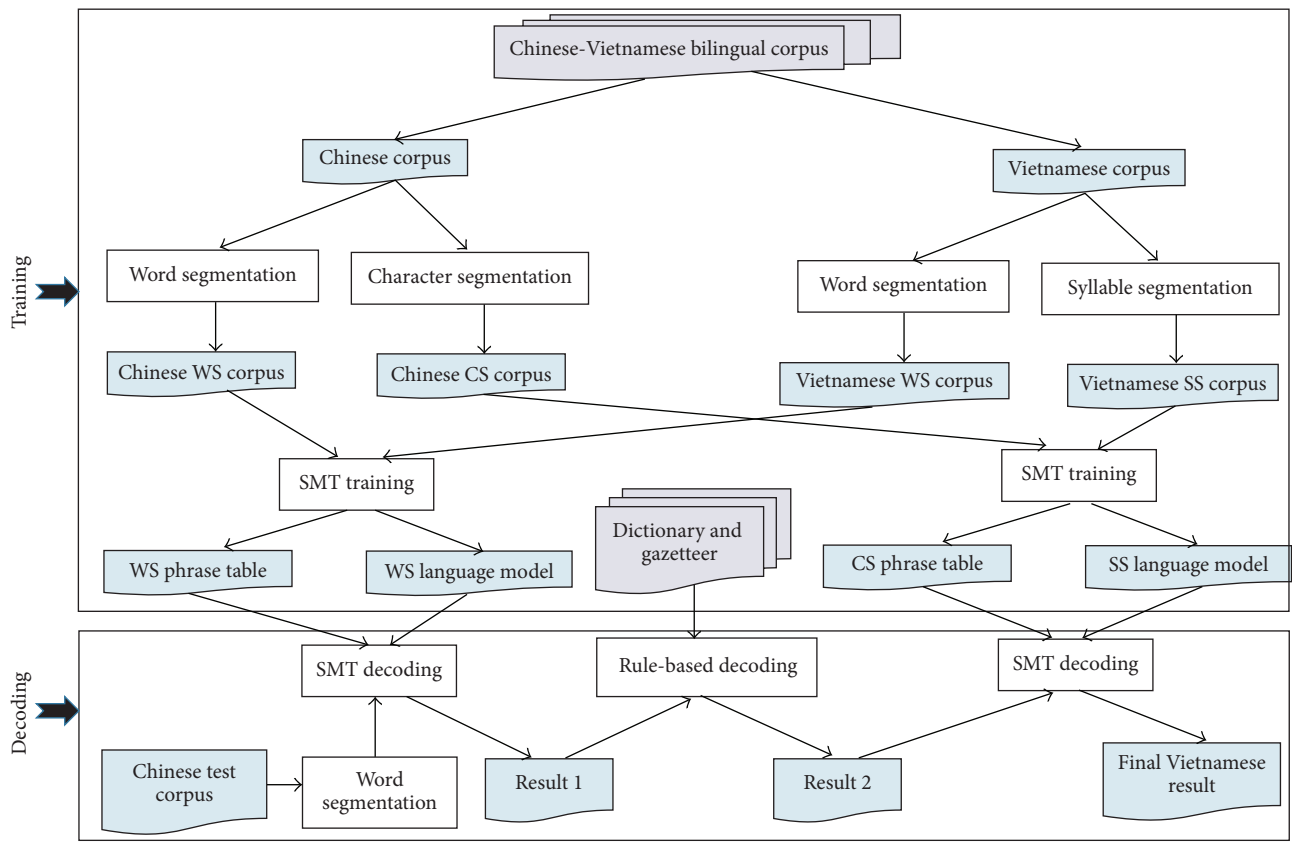 Chinese-Vietnamese bilingual corpus
Chinese corpus
Vietnamese corpus
Training
Word segmentation
Character segmentation
Word segmentation
Syllable segmentation
Chinese WS corpus
Chinese CS corpus
Vietnamese WS corpus
Vietnamese SS corpus
SMT training
SMT training
Dictionary and
gazetteer
WS phrase table
WS language model
CS phrase table
SS language model
Decoding
SMT decoding
Rule-based decoding
SMT decoding
Chinese test
corpus
Word
segmentation
Result 1
Result 2
Final Vietnamese
result